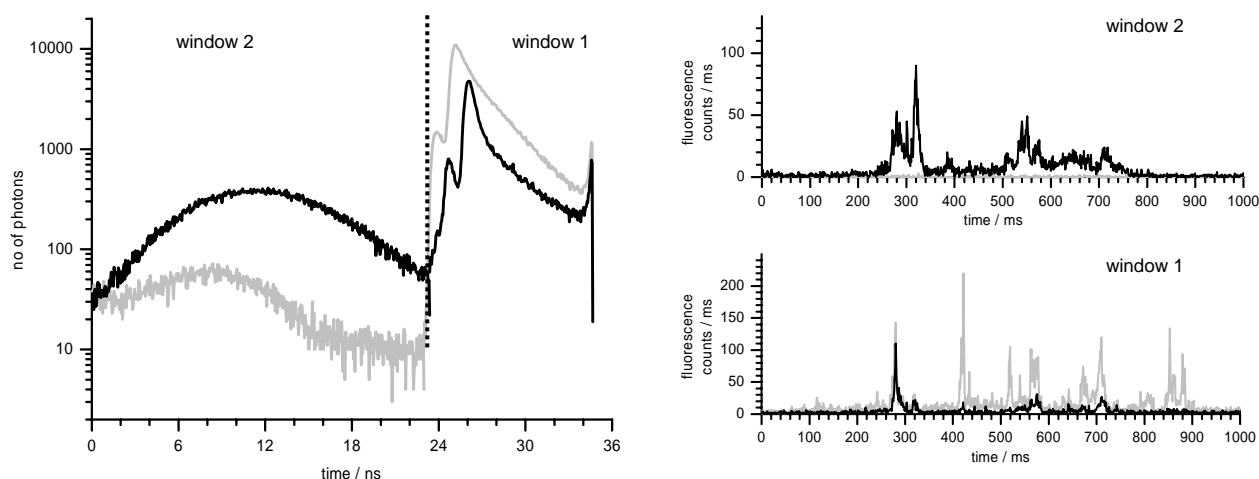 window 2
window 1
10000
1000
100
10
no of photons
0 6 12 18 24 30 36
time / ns
window 2
100
50
0
fluorescence
counts / ms
0 100 200 300 400 500 600 700 800 900 1000
time / ms
window 1
200
150
100
50
0
fluorescence
counts / ms
0 100 200 300 400 500 600 700 800 900 1000
time / ms